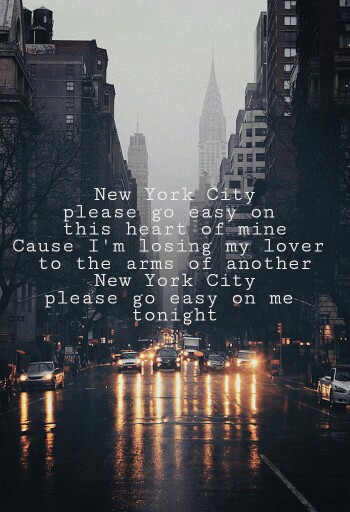 New York City
please go easy on
this heart of mine
Cause I'm losing my lover
to the arms of another
New York City
please go easy on me
tonight